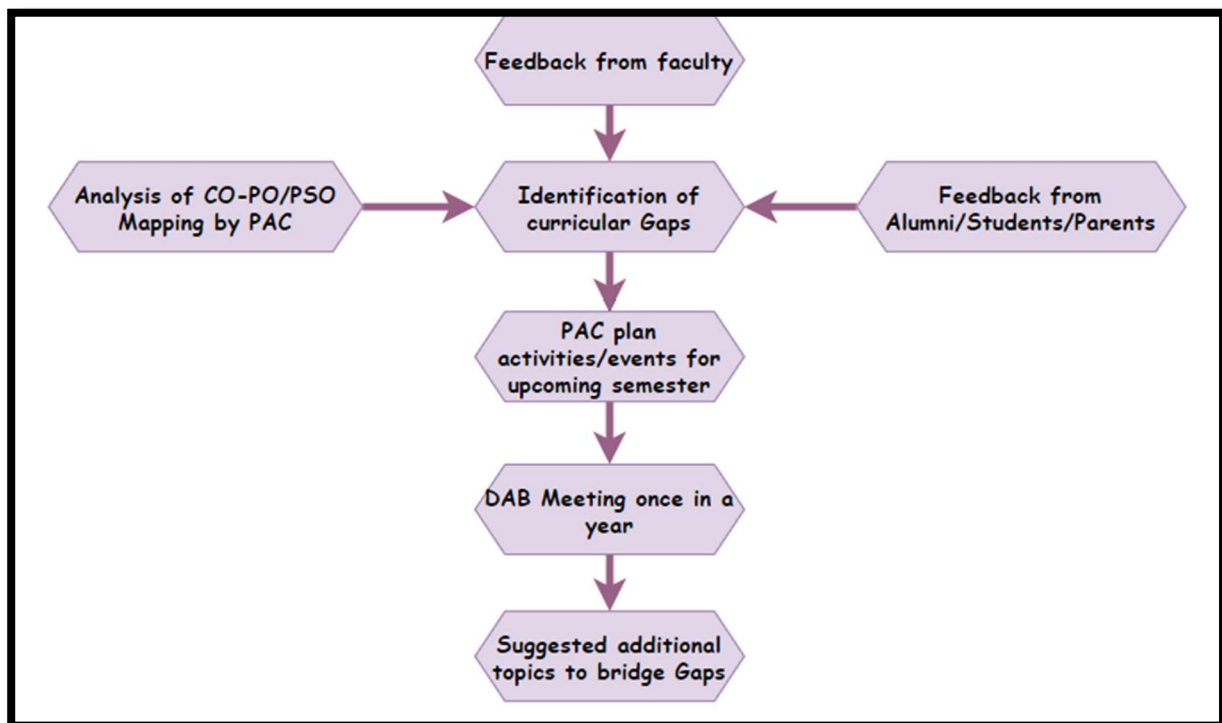 Feedback from faculty
Analysis of CO-PO/PSO
Mapping by PAC
Identification of
curricular Gaps
Feedback from
Alumni/Students/Parents
PAC plan
activities/events for
upcoming semester
DAB Meeting once in a
year
Suggested additional
topics to bridge Gaps